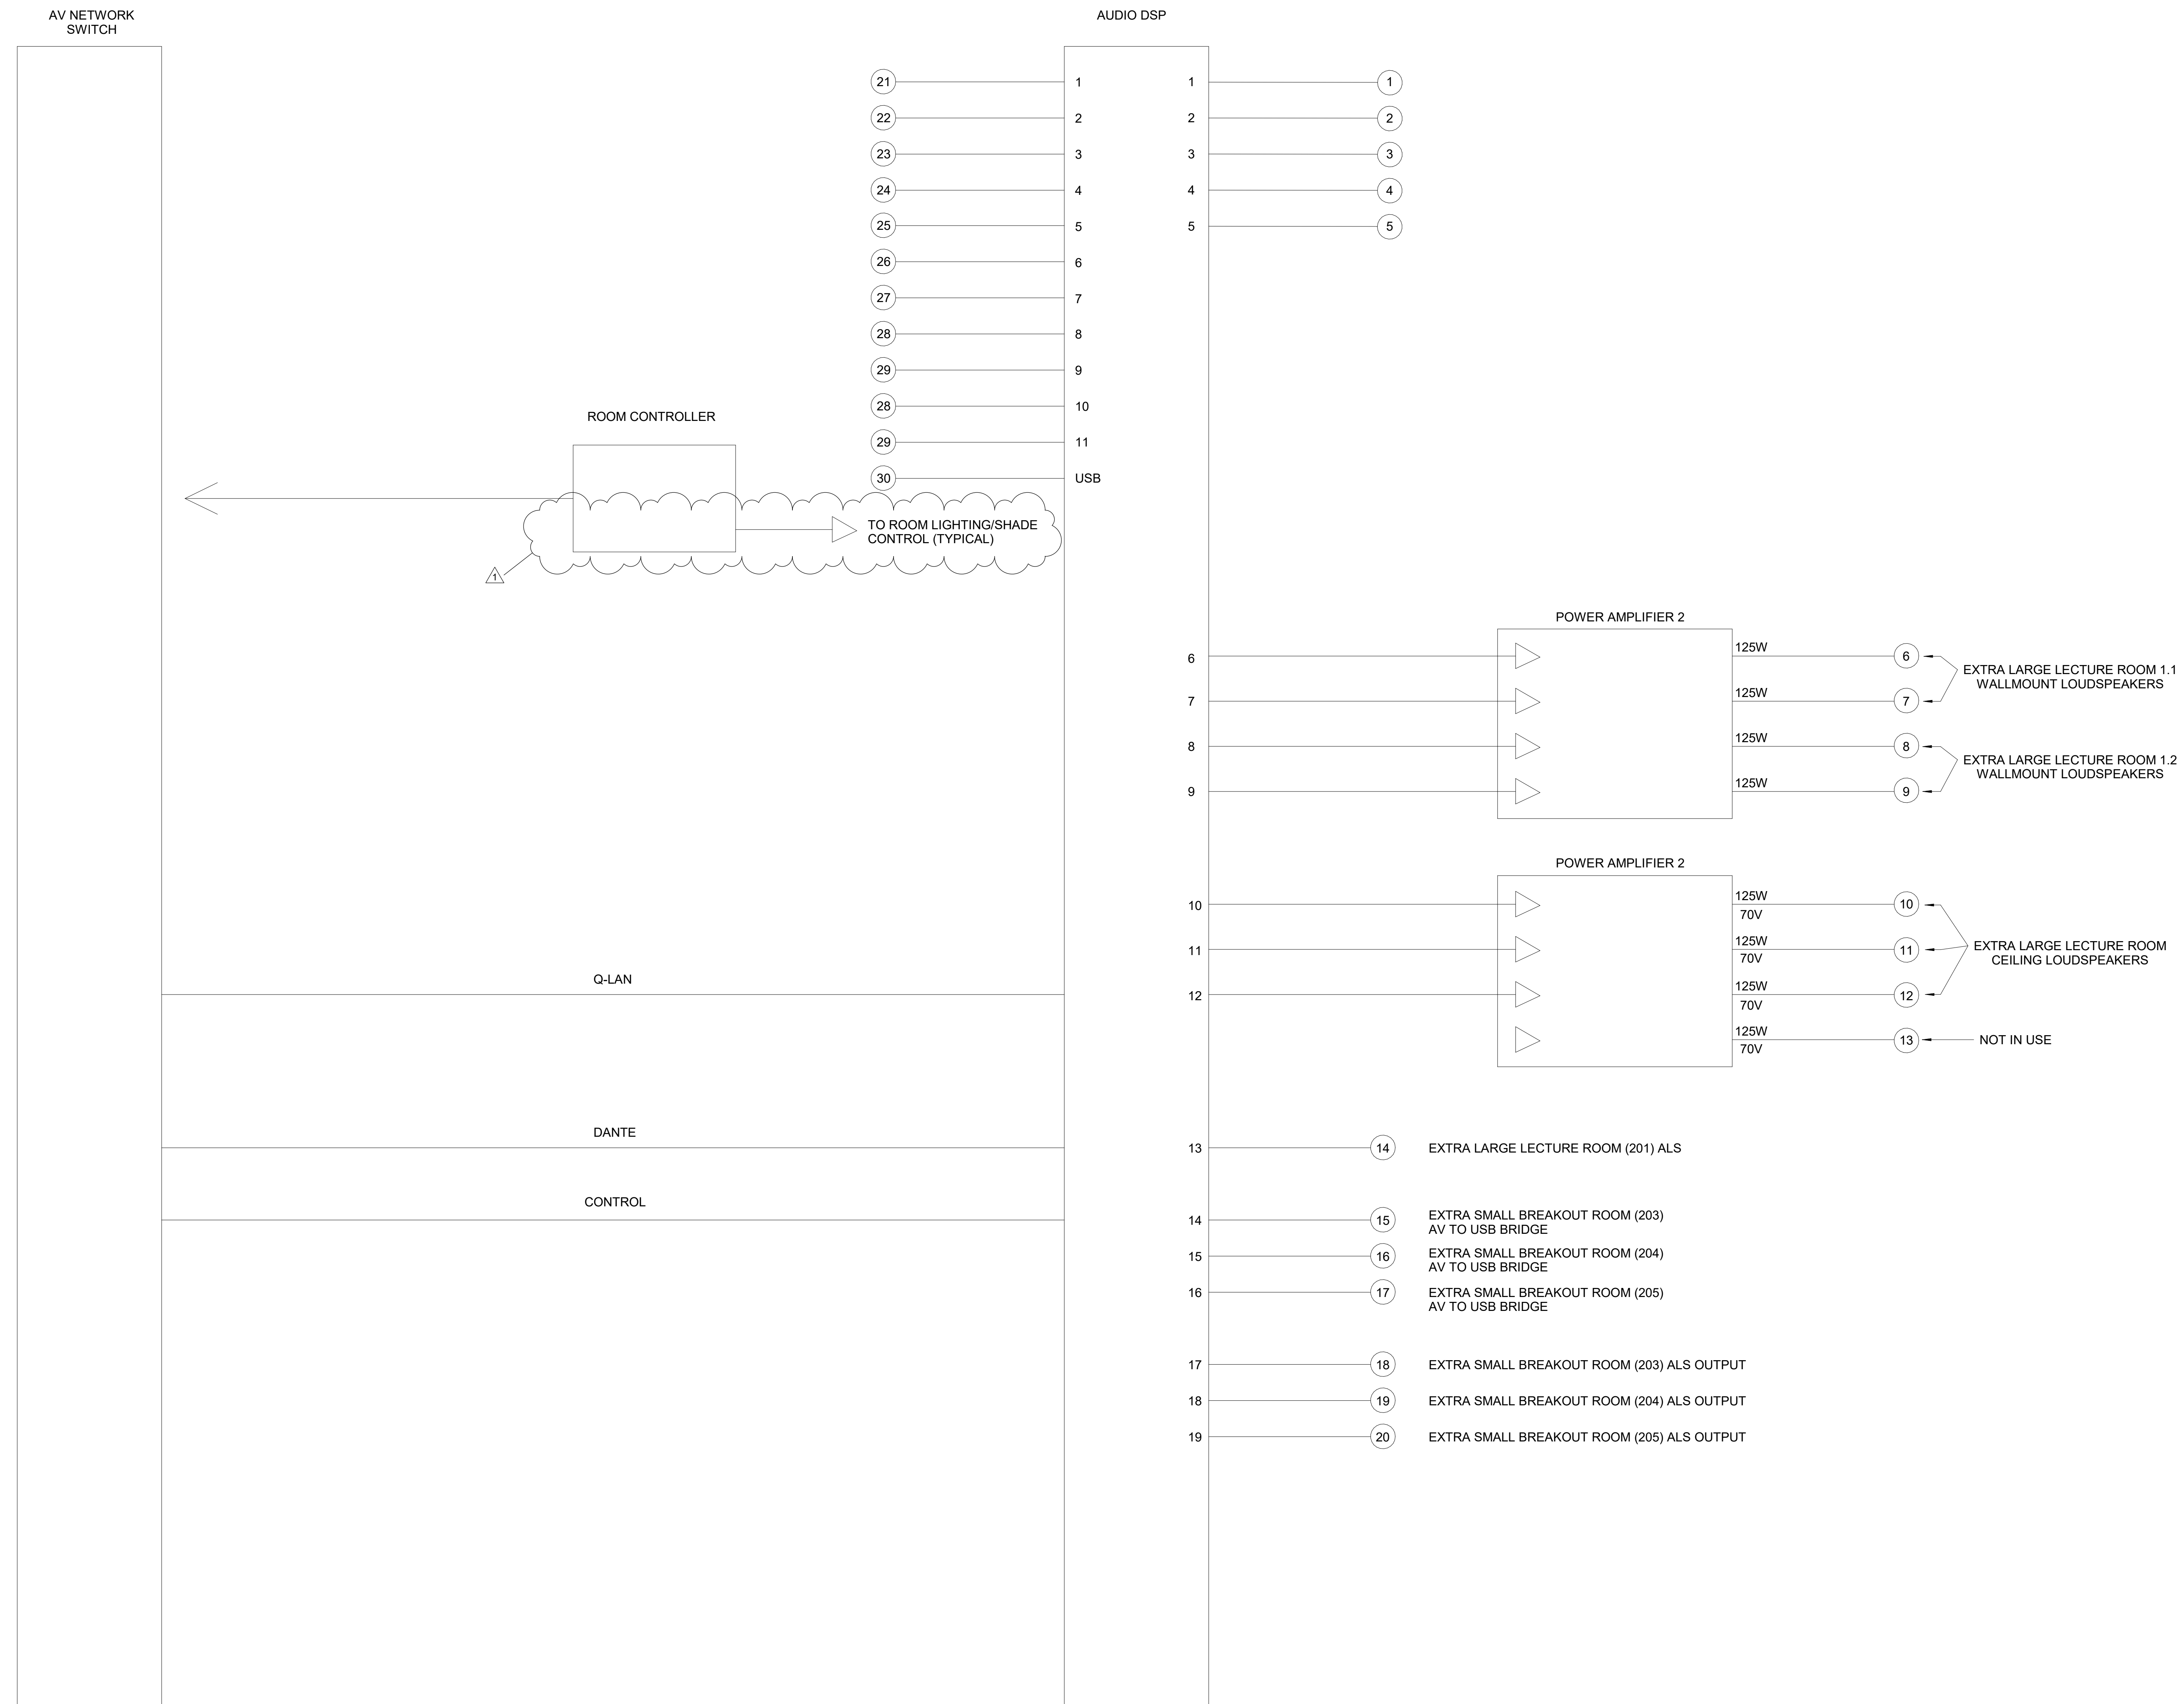 AV NETWORK
SWITCH
AUDIO DSP
21 1 1 1
22 2 2 2
23 3 3 3
24 4 4 4
25 5 5 5
26 6
27 7
28 8
29 9
28 10
29 11
30 USB
ROOM CONTROLLER
TO ROOM LIGHTING/SHADE
CONTROL (TYPICAL)
1
POWER AMPLIFIER 2
6 125W 6
7 125W 7
EXTRA LARGE LECTURE ROOM 1.1
WALLMOUNT LOUDSPEAKERS
8 125W 8
9 125W 9
EXTRA LARGE LECTURE ROOM 1.2
WALLMOUNT LOUDSPEAKERS
POWER AMPLIFIER 2
10 125W 10
70V
11 125W 11
70V
12 125W 12
70V
EXTRA LARGE LECTURE ROOM
CEILING LOUDSPEAKERS
125W 13 NOT IN USE
70V
Q-LAN
DANTE
CONTROL
13 14 EXTRA LARGE LECTURE ROOM (201) ALS
14 15 EXTRA SMALL BREAKOUT ROOM (203)
AV TO USB BRIDGE
15 16 EXTRA SMALL BREAKOUT ROOM (204)
AV TO USB BRIDGE
16 17 EXTRA SMALL BREAKOUT ROOM (205)
AV TO USB BRIDGE
17 18 EXTRA SMALL BREAKOUT ROOM (203) ALS OUTPUT
18 19 EXTRA SMALL BREAKOUT ROOM (204) ALS OUTPUT
19 20 EXTRA SMALL BREAKOUT ROOM (205) ALS OUTPUT